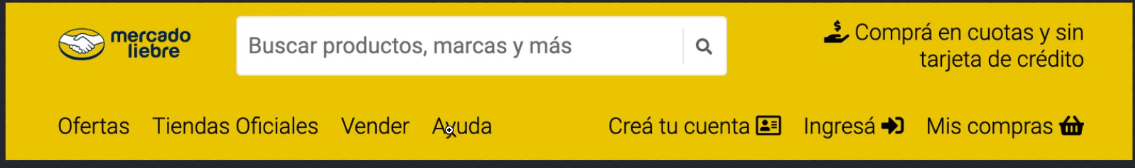 mercado
liebre
Buscar productos, marcas y más
Comprá en cuotas y sin
tarjeta de crédito
Ofertas Tiendas Oficiales Vender Ayuda Creá tu cuenta Ingresá Mis compras